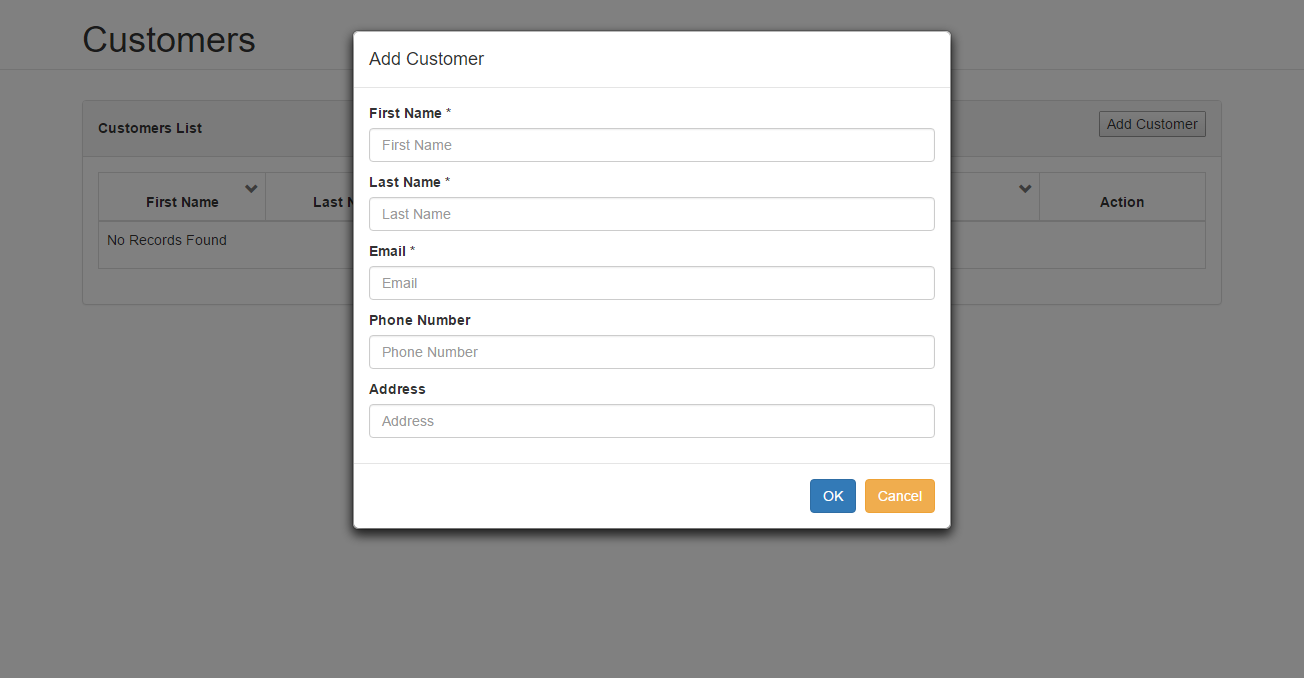 Customers
Add Customer
Customers List
Add Customer
First Name *
First Name
Last Name *
Last Name
Email *
Email
Phone Number
Phone Number
Address
Address
First Name
Last
Action
No Records Found
OK
Cancel